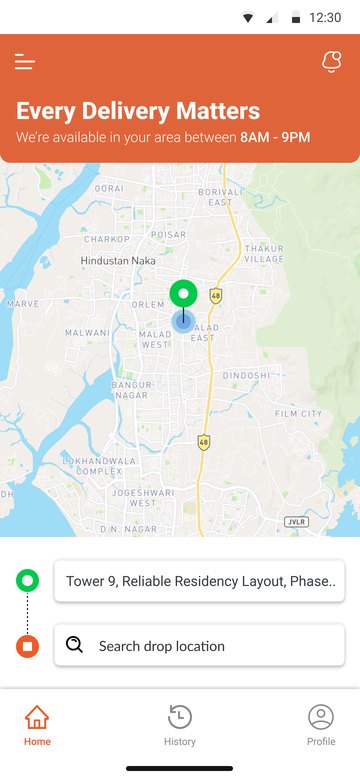 12:30
Every Delivery Matters
We're available in your area between 8AM - 9PM
GORAI
BORIVALI
EAST
CHARKOP
POISAR
THAKUR
VILLAGE
Hindustan Naka
MARVE
ORLEM
48
MALWANI
MALAD
WEST
ALAD
EAST
DINDOSHI
BANGUR
NAGAR
FILM CITY
48
LOKHANDWALA
COMPLEX
DH
JOGESHWARI
WEST
JVLR
D.N. NAGAR
Tower 9, Reliable Residency Layout, Phase..
Search drop location
Home
History
Profile